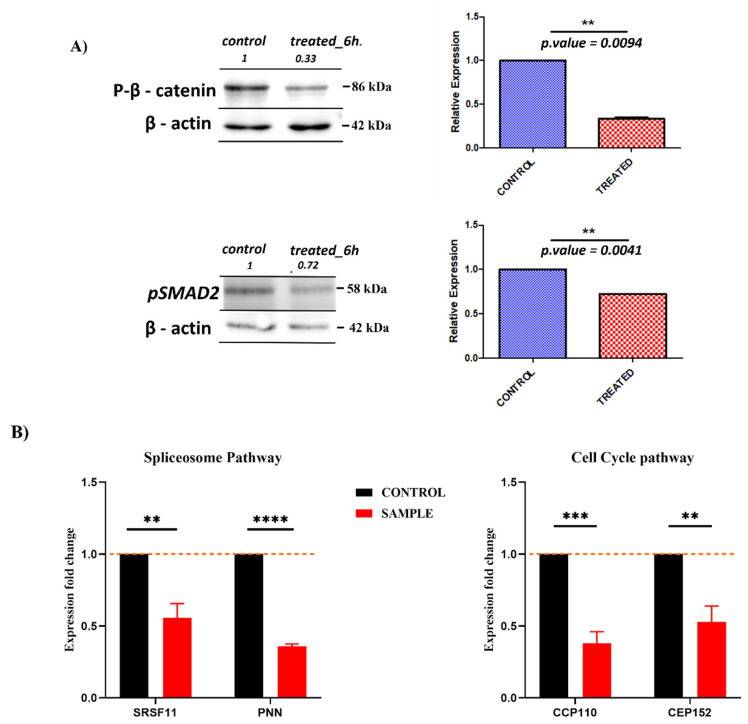 A)
control treated_6h.
1 0.33
P-β - catenin
86 kDa
β - actin
42 kDa
**
p.value = 0.0094
Relative Expression
1.5
1.0
0.5
0.0
CONTROL
TREATED
control treated_6h
1 0.72
pSMAD2
58 kDa
β - actin
42 kDa
**
p.value = 0.0041
Relative Expression
1.5
1.0
0.5
0.0
CONTROL
TREATED
B)
Spliceosome Pathway
Expression fold change
1.5
1.0
0.5
0.0
**
****
SRSF11 PNN
CONTROL
SAMPLE
Cell Cycle pathway
Expression fold change
1.5
1.0
0.5
0.0
***
**
CCP110 CEP152